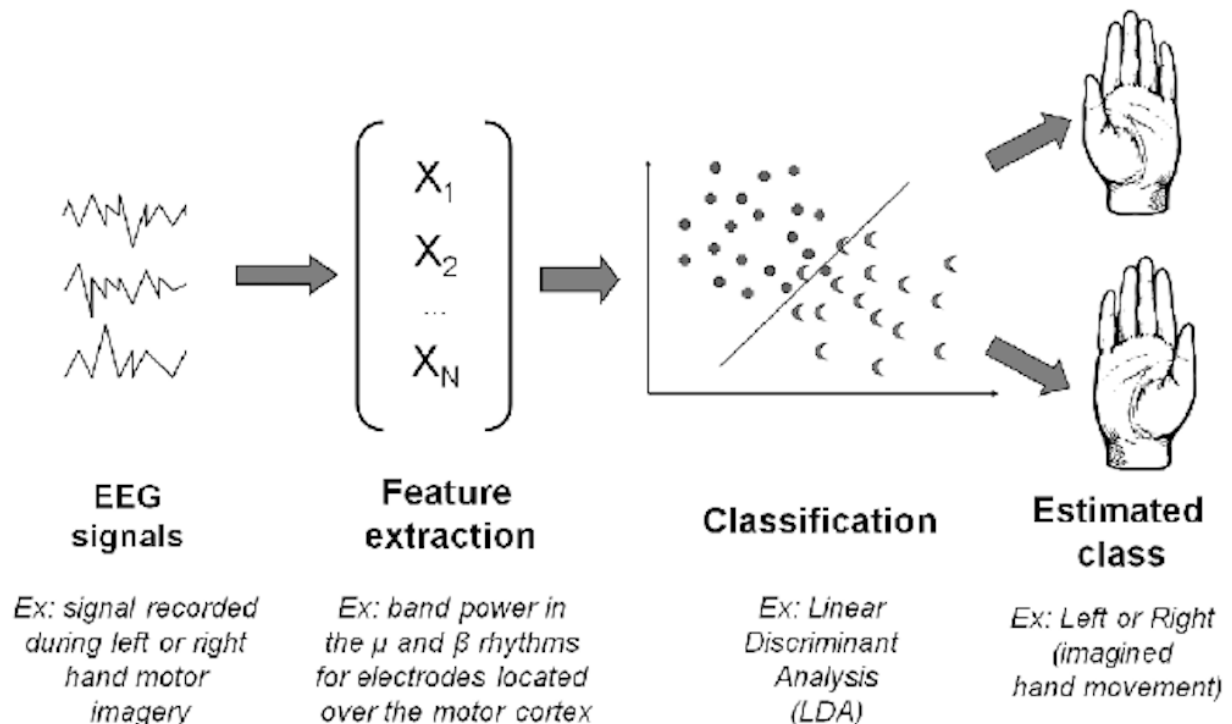 X1
X2
...
XN
EEG
signals
Feature
extraction
Classification
Estimated
class
Ex: signal recorded
during left or right
hand motor
imagery
Ex: band power in
the μ and β rhythms
for electrodes located
over the motor cortex
Ex: Linear
Discriminant
Analysis
(LDA)
Ex: Left or Right
(imagined
hand movement)